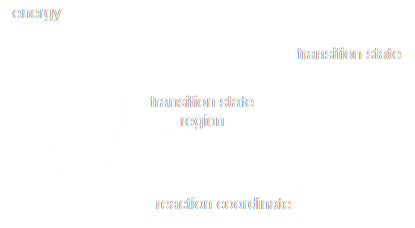 energy
transition state
transition state
region
reaction coordinate